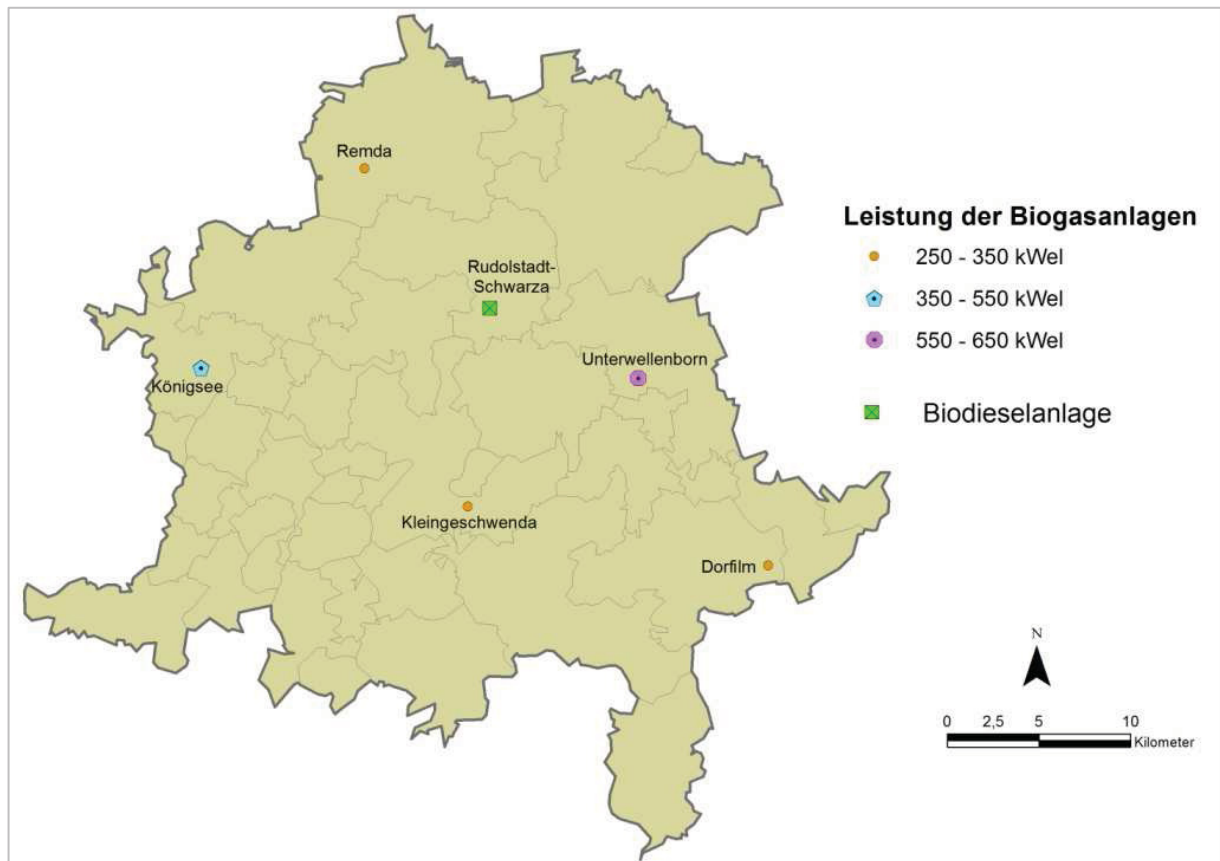 Remda
Rudolstadt-
Schwarza
Unterwellenborn
Königsee
Kleingeschwenda
Dorfilm
Leistung der Biogasanlagen
250 - 350 kWel
350 - 550 kWel
550 - 650 kWel
Biodieselanlage
N
0 2,5 5 10
Kilometer